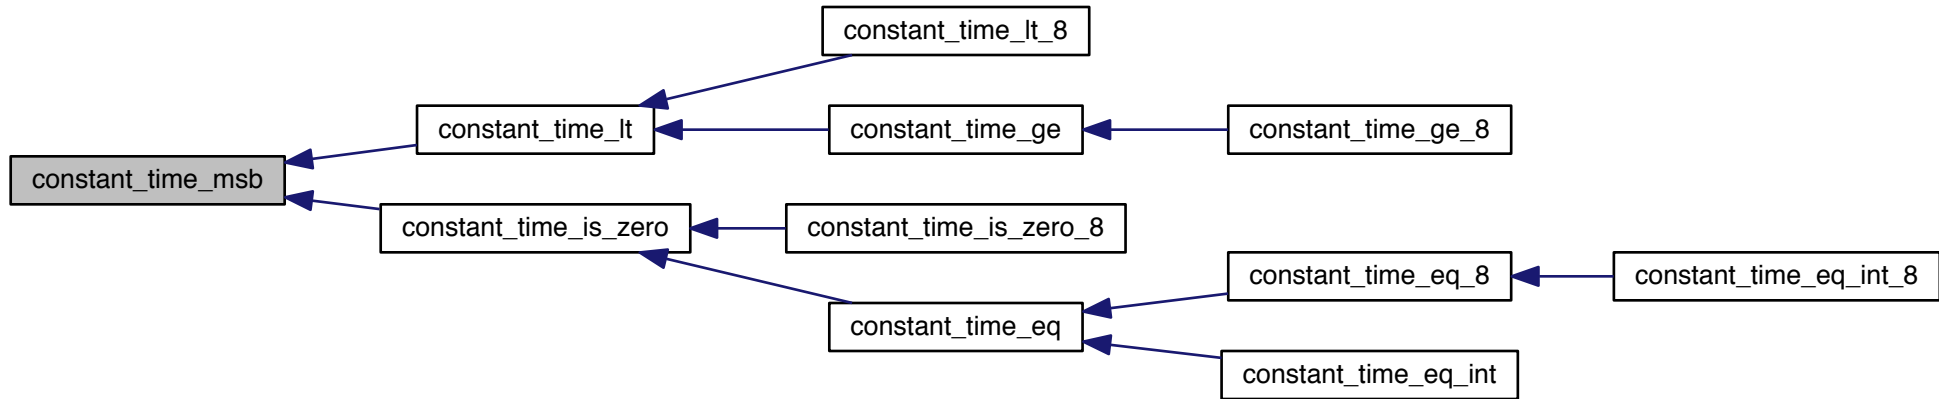 constant_time_lt_8
constant_time_lt
constant_time_ge
constant_time_ge_8
constant_time_msb
constant_time_is_zero
constant_time_is_zero_8
constant_time_eq_8
constant_time_eq_int_8
constant_time_eq
constant_time_eq_int